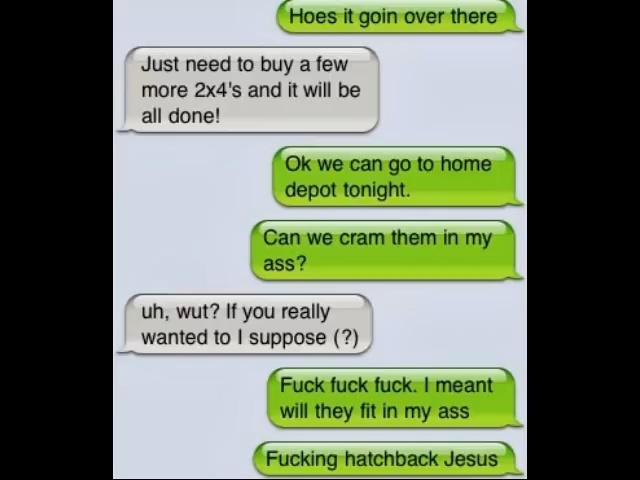 Hoes it goin over there
Just need to buy a few
more 2x4's and it will be
all done!
Ok we can go to home
depot tonight.
Can we cram them in my
ass?
uh, wut? If you really
wanted to I suppose (?)
Fuck fuck fuck. I meant
will they fit in my ass
Fucking hatchback Jesus